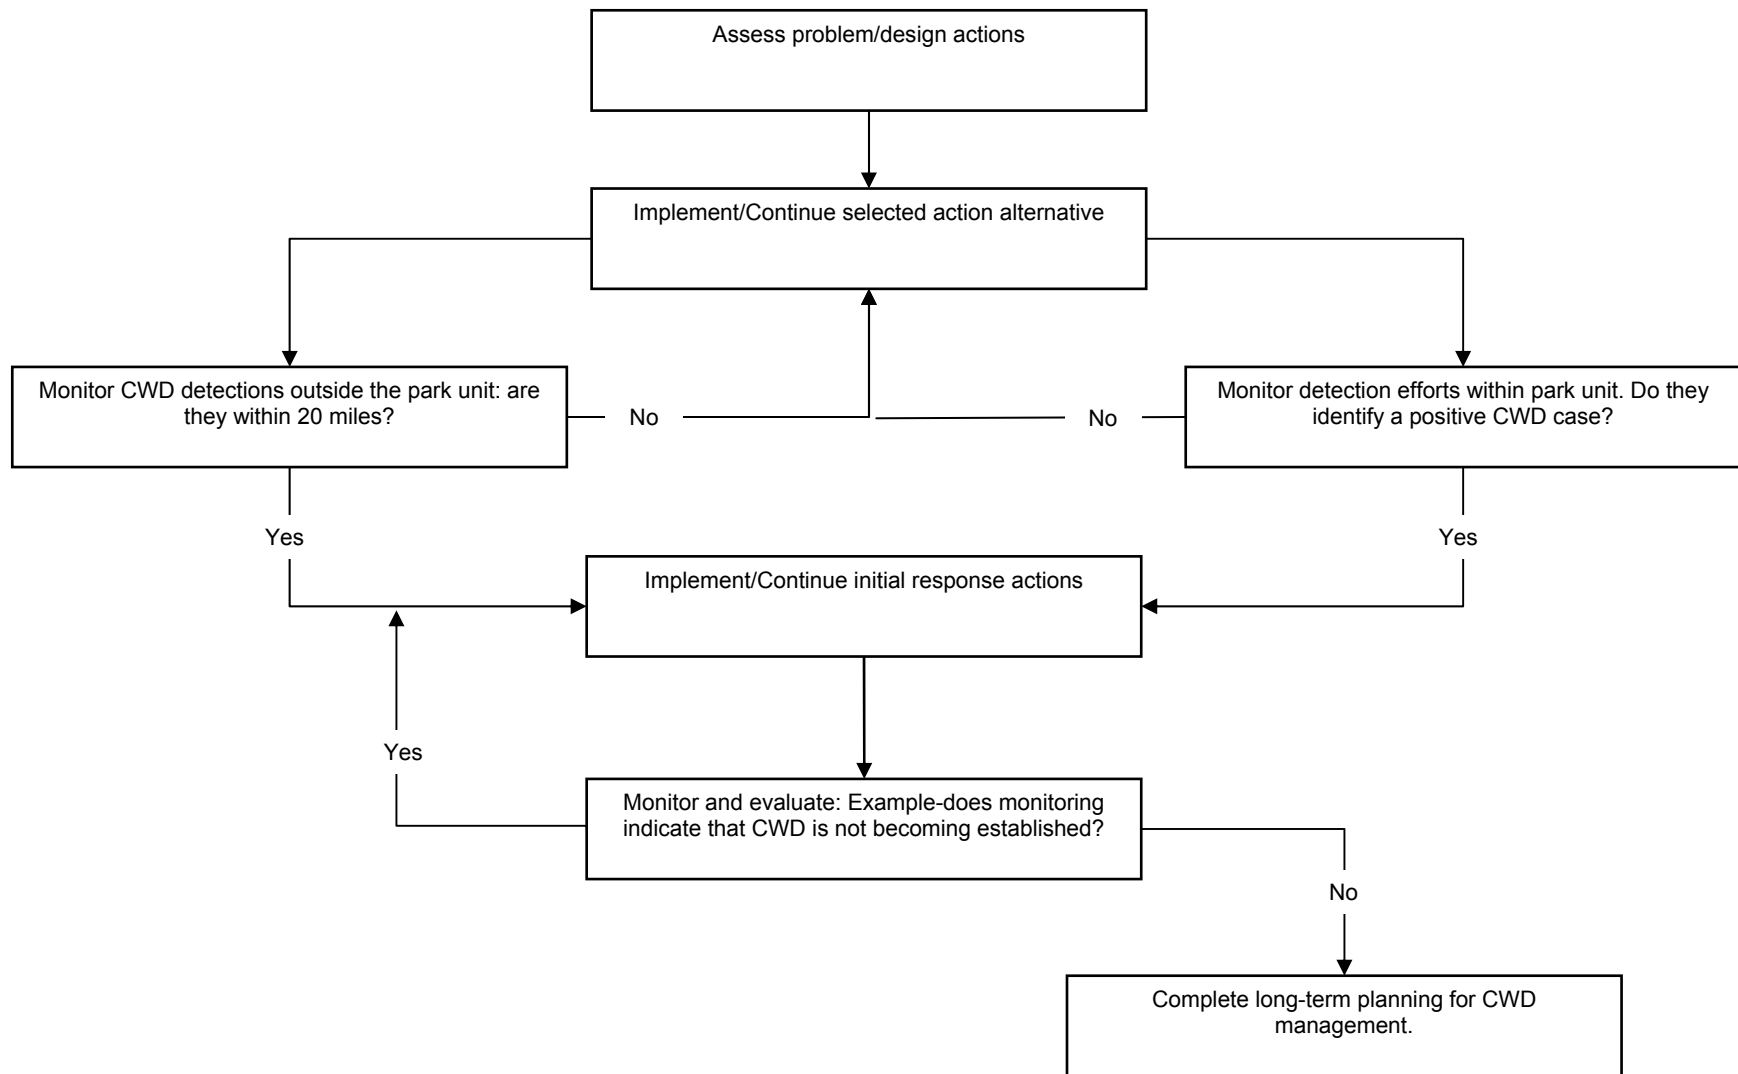 Assess problem/design actions
Implement/Continue selected action alternative
Monitor CWD detections outside the park unit: are
they within 20 miles?
No
No
Monitor detection efforts within park unit. Do they
identify a positive CWD case?
Yes
Yes
Implement/Continue initial response actions
Yes
Monitor and evaluate: Example-does monitoring
indicate that CWD is not becoming established?
No
Complete long-term planning for CWD
management.